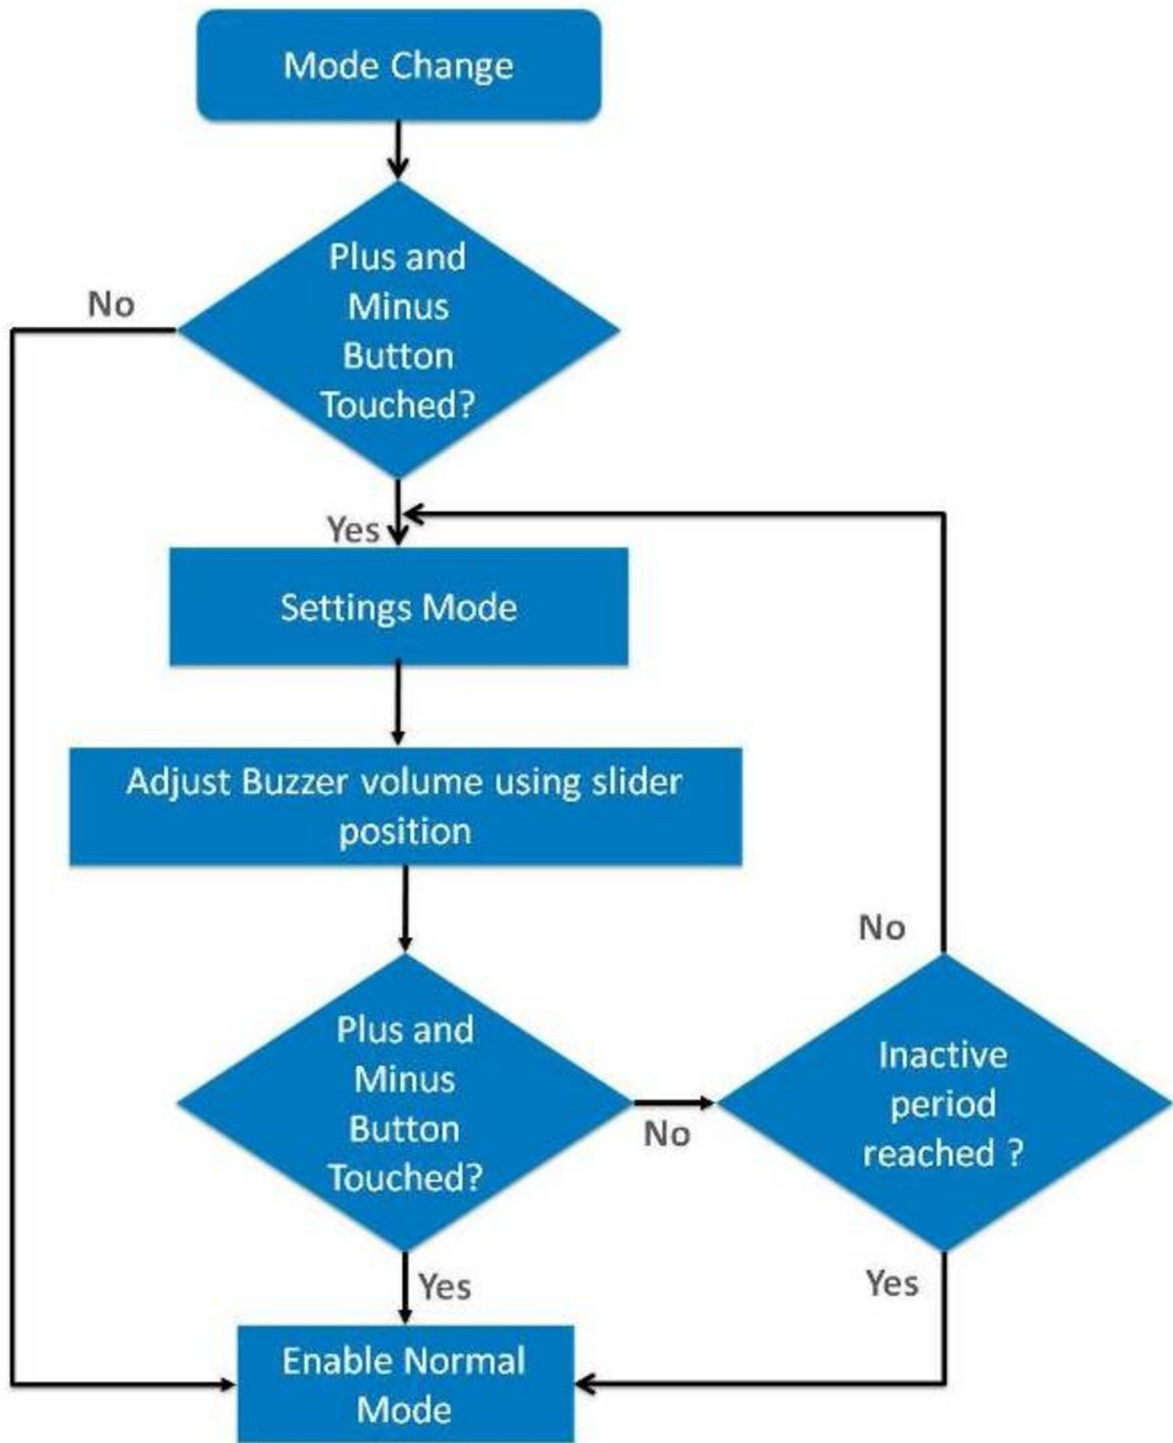 Mode Change
Plus and
Minus
Button
Touched?
No
Yes
Settings Mode
Adjust Buzzer volume using slider
position
No
Plus and
Minus
Button
Touched?
No
Inactive
period
reached ?
Yes
Yes
Enable Normal
Mode